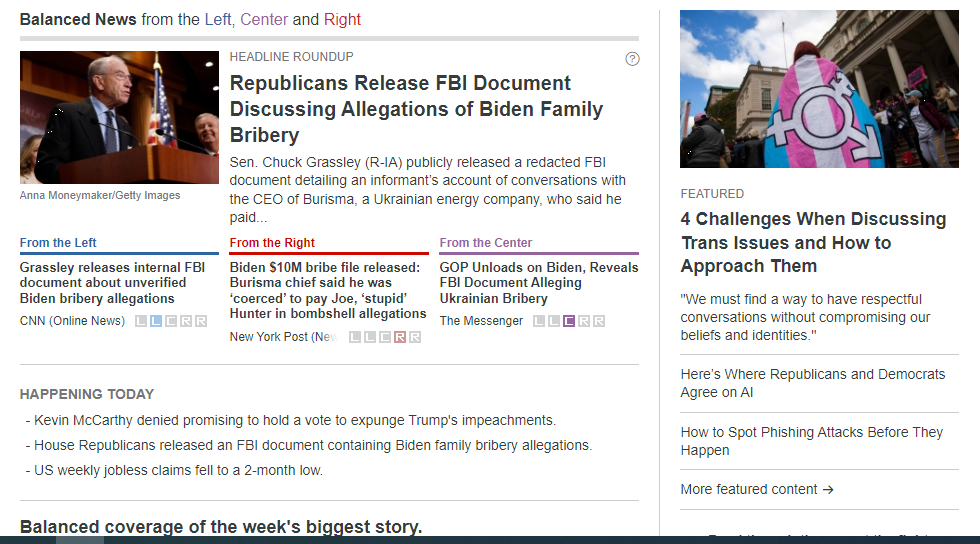 Balanced News from the Left, Center and Right
HEADLINE ROUNDUP
?
Republicans Release FBI Document
Discussing Allegations of Biden Family
Bribery
Sen. Chuck Grassley (R-IA) publicly released a redacted FBI
document detailing an informant's account of conversations with
the CEO of Burisma, a Ukrainian energy company, who said he
paid...
Anna Moneymaker/Getty Images
From the Left
Grassley releases internal FBI
document about unverified
Biden bribery allegations
CNN (Online News) L L C R R
From the Right
Biden $10M bribe file released:
Burisma chief said he was
‘coerced’ to pay Joe, ‘stupid’
Hunter in bombshell allegations
New York Post (New L L C R R
From the Center
GOP Unloads on Biden, Reveals
FBI Document Alleging
Ukrainian Bribery
The Messenger L L C R R
HAPPENING TODAY
- Kevin McCarthy denied promising to hold a vote to expunge Trump's impeachments.
- House Republicans released an FBI document containing Biden family bribery allegations.
- US weekly jobless claims fell to a 2-month low.
Balanced coverage of the week's biggest story.
FEATURED
4 Challenges When Discussing
Trans Issues and How to
Approach Them
"We must find a way to have respectful
conversations without compromising our
beliefs and identities."
Here’s Where Republicans and Democrats
Agree on AI
How to Spot Phishing Attacks Before They
Happen
More featured content →